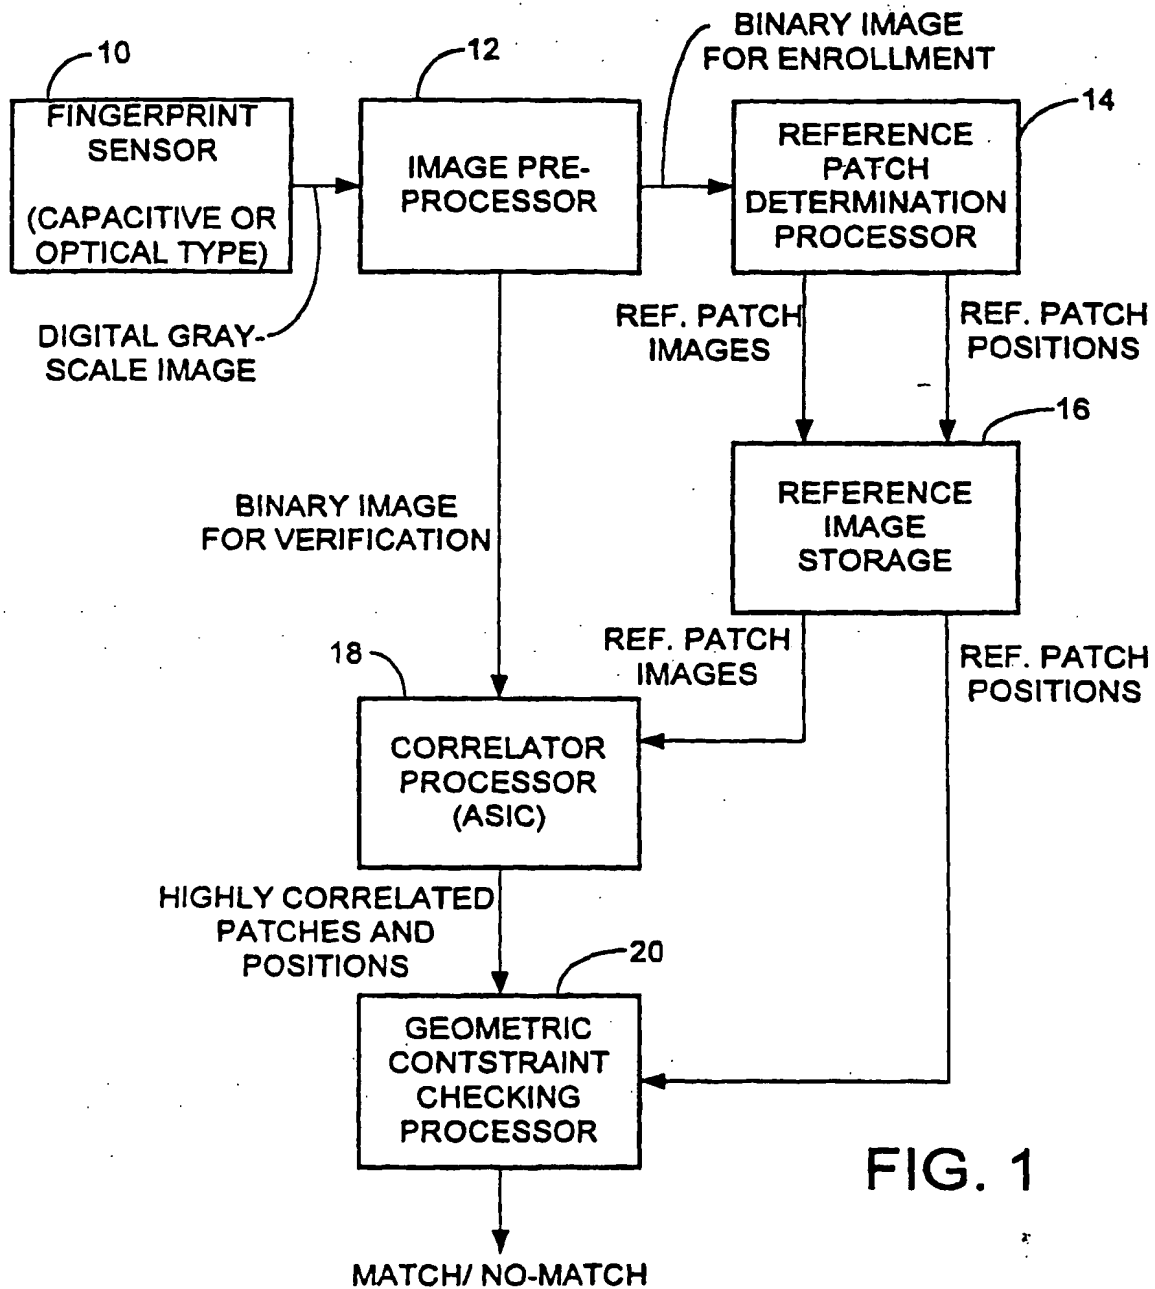 10
FINGERPRINT
SENSOR
(CAPACITIVE OR
OPTICAL TYPE)
DIGITAL GRAY-
SCALE IMAGE
12
IMAGE PRE-
PROCESSOR
BINARY IMAGE
FOR ENROLLMENT
14
REFERENCE
PATCH
DETERMINATION
PROCESSOR
REF. PATCH
IMAGES
REF. PATCH
POSITIONS
16
REFERENCE
IMAGE
STORAGE
BINARY IMAGE
FOR VERIFICATION
REF. PATCH
IMAGES
REF. PATCH
POSITIONS
18
CORRELATOR
PROCESSOR
(ASIC)
HIGHLY CORRELATED
PATCHES AND
POSITIONS
20
GEOMETRIC
CONTSTRAINT
CHECKING
PROCESSOR
MATCH/ NO-MATCH
FIG. 1